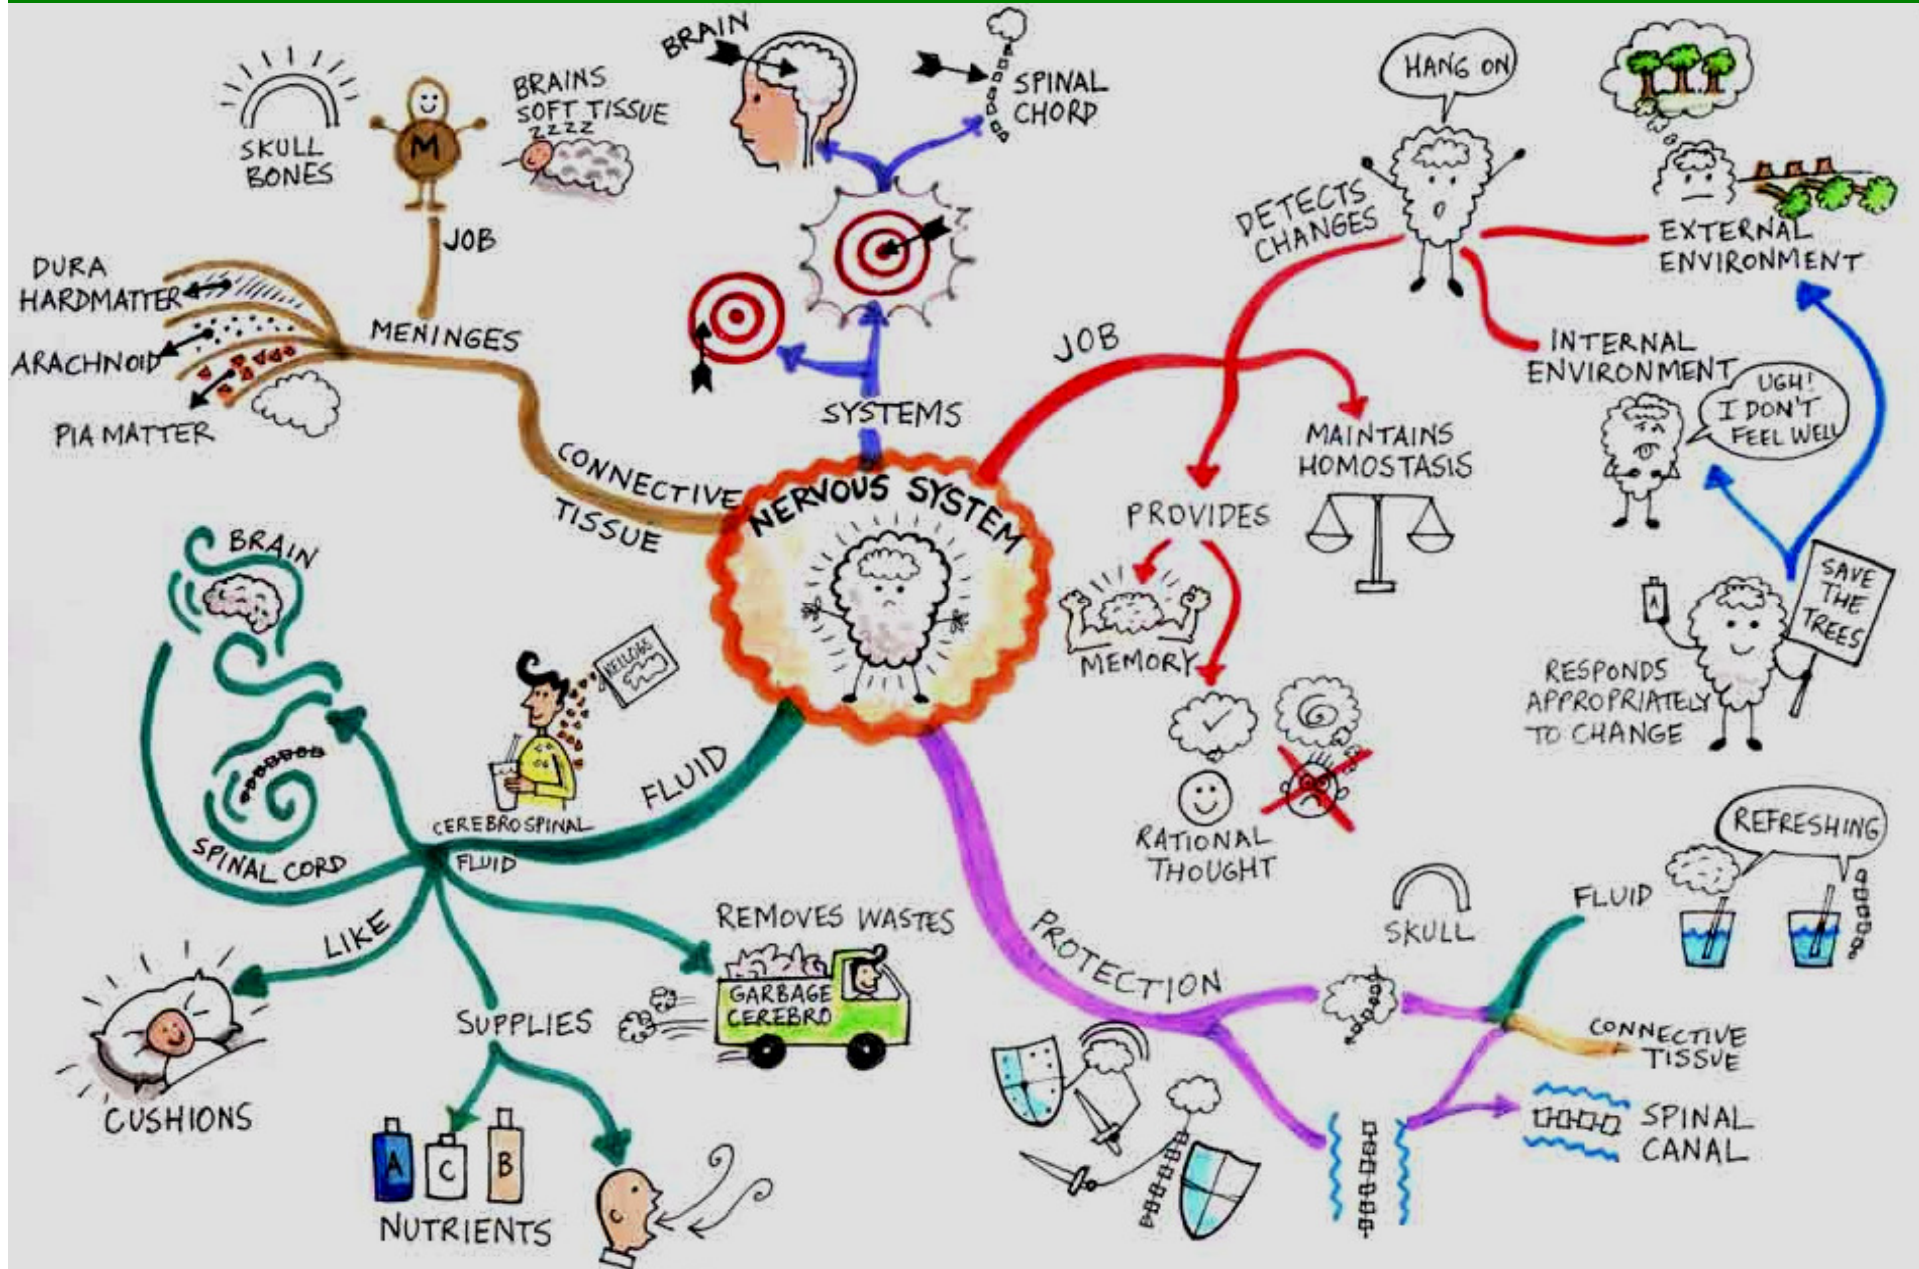 NERVOUS SYSTEM
SYSTEMS
BRAIN
SPINAL
CHORD
JOB
DETECTS
CHANGES
HANG ON
EXTERNAL
ENVIRONMENT
INTERNAL
ENVIRONMENT
UGH!
I DON'T
FEEL WELL
SAVE
THE
TREES
A
RESPONDS
APPROPRIATELY
TO CHANGE
MAINTAINS
HOMOSTASIS
PROVIDES
MEMORY
RATIONAL
THOUGHT
PROTECTION
SKULL
FLUID
REFRESHING
CONNECTIVE
TISSUE
SPINAL
CANAL
FLUID
CEREBROSPINAL
FLUID
KELLOGS
BRAIN
SPINAL CORD
LIKE
CUSHIONS
SUPPLIES
A
C
B
NUTRIENTS
REMOVES WASTES
GARBAGE
CEREBRO
CONNECTIVE
TISSUE
MENINGES
JOB
M
SKULL
BONES
BRAINS
SOFT TISSUE
ZZZZ
DURA
HARDMATTER
ARACHNOID
PIA MATTER